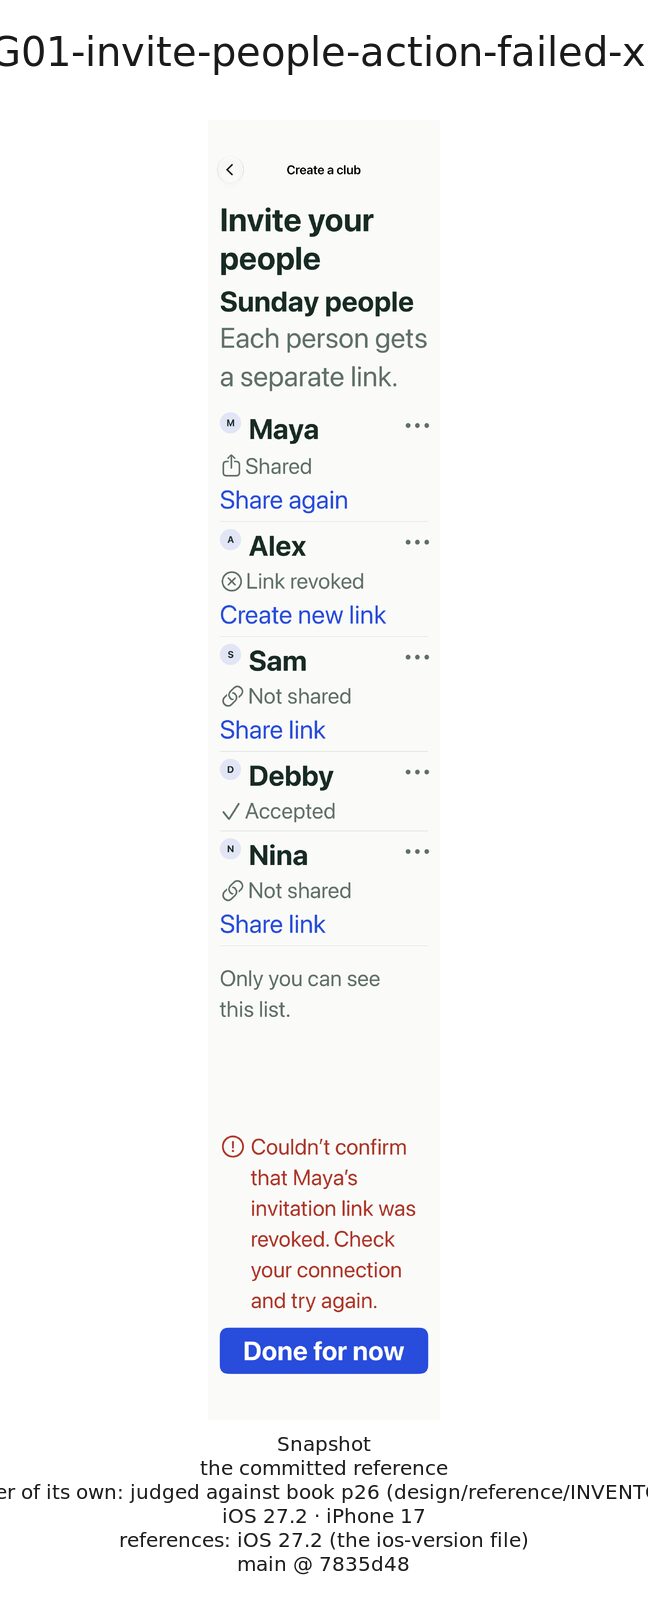 G01-invite-people-action-failed-x
Create a club
Invite your
people
Sunday people
Each person gets
a separate link.
M Maya
Shared
Share again
A Alex
Link revoked
Create new link
S Sam
Not shared
Share link
D Debby
Accepted
N Nina
Not shared
Share link
Only you can see
this list.
Couldn’t confirm
that Maya’s
invitation link was
revoked. Check
your connection
and try again.
Done for now
Snapshot
the committed reference
er of its own: judged against book p26 (design/reference/INVENTO
iOS 27.2 · iPhone 17
references: iOS 27.2 (the ios-version file)
main @ 7835d48